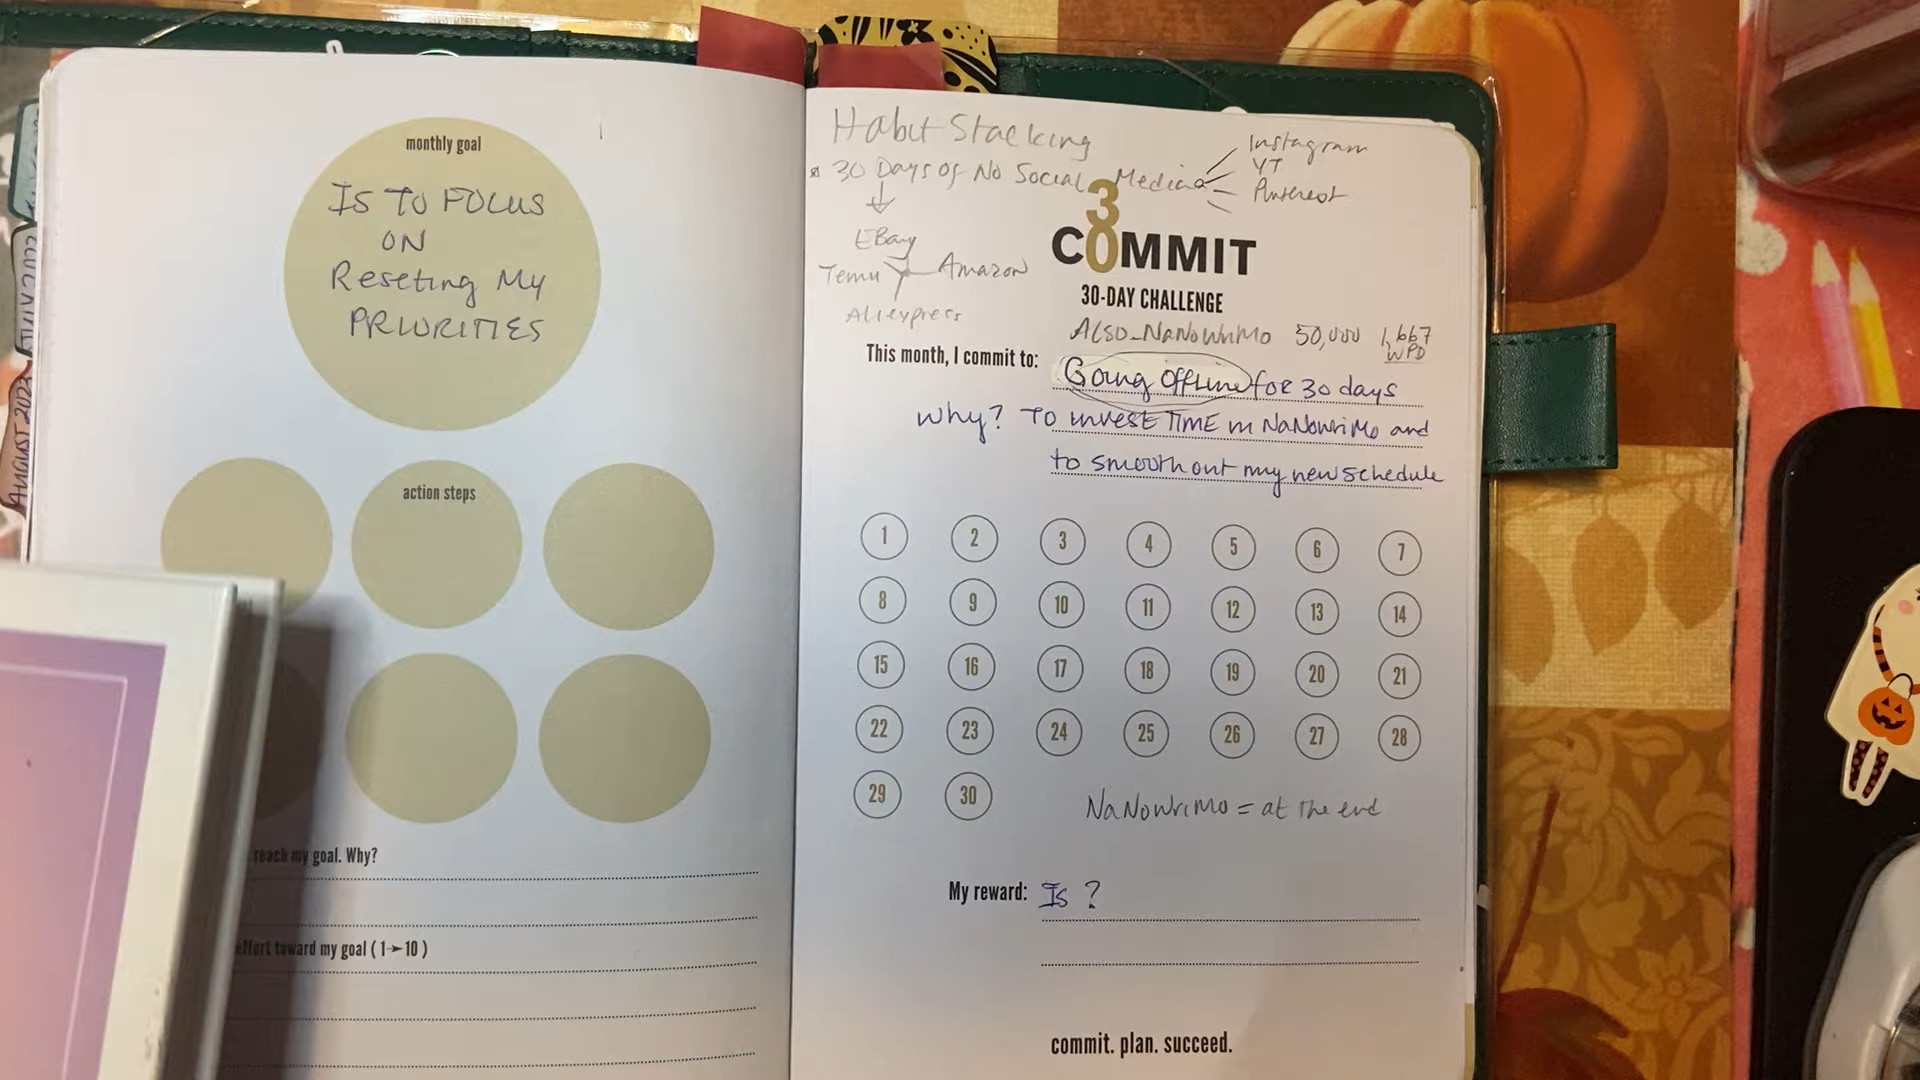 monthly goal
Is To Focus
ON
Reseting My
PRIORITIES
action steps
reach my goal. Why?
effort toward my goal (1➛10)
AUGUST
Habit Stacking
30 Days of No Social Media
Instagram
YT
Pinterest
EBay
Temu
Amazon
Aliexpress
30
COMMIT
30-DAY CHALLENGE
Also NaNoWriMo 50,000 1,667
WPD
This month, I commit to: Going Offline for 30 days
Why? To invest Time in NaNoWriMo and
to smooth out my new schedule
1 2 3 4 5 6 7
8 9 10 11 12 13 14
15 16 17 18 19 20 21
22 23 24 25 26 27 28
29 30
NaNoWriMo = at the end
My reward: Is ?
commit. plan. succeed.